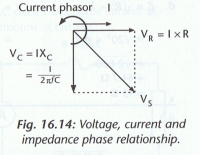 Current phasor I
V_R = I × R
V_C = IX_C
= 1/2πfC
V_S
Fig. 16.14: Voltage, current and
impedance phase relationship.